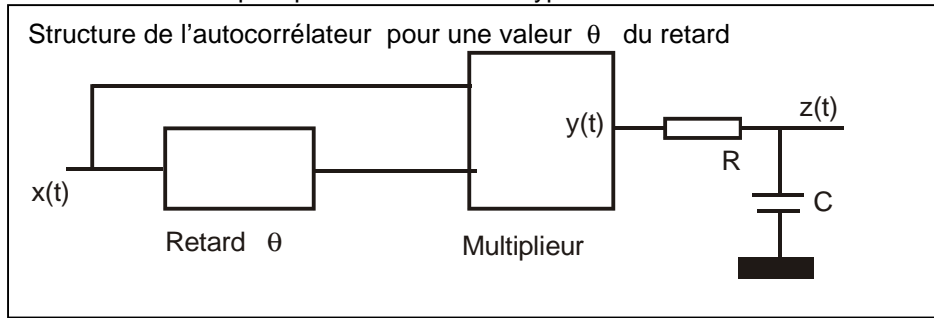 Structure de l'autocorrélateur pour une valeur θ du retard
y(t)
z(t)
R
x(t)
C
Retard θ
Multiplieur